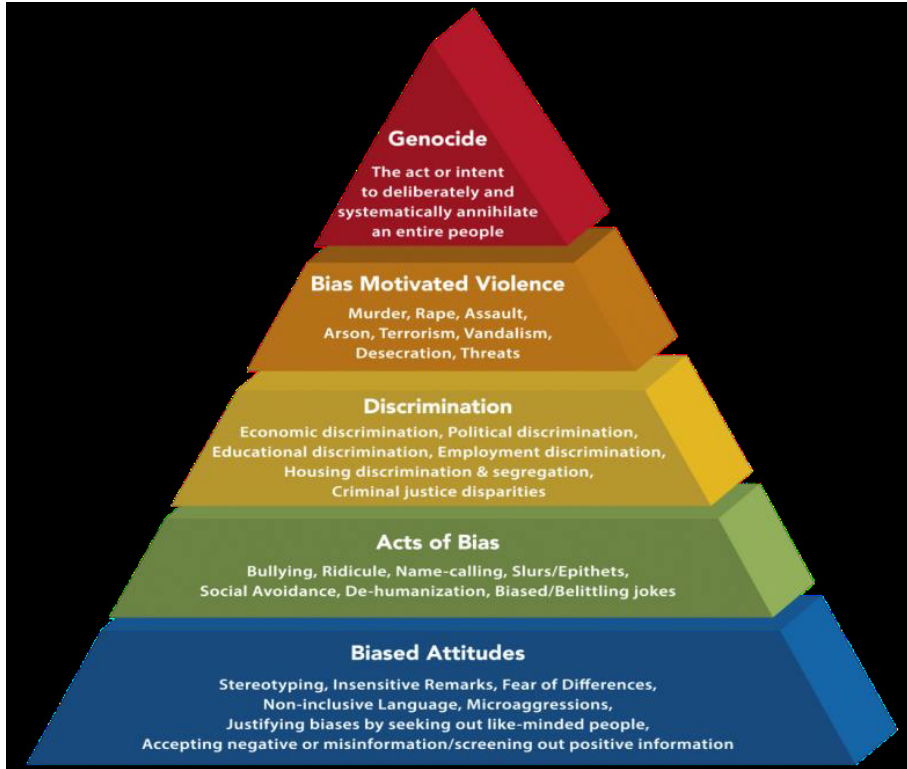 Genocide
The act or intent
to deliberately and
systematically annihilate
an entire people
Bias Motivated Violence
Murder, Rape, Assault,
Arson, Terrorism, Vandalism,
Desecration, Threats
Discrimination
Economic discrimination, Political discrimination,
Educational discrimination, Employment discrimination,
Housing discrimination & segregation,
Criminal justice disparities
Acts of Bias
Bullying, Ridicule, Name-calling, Slurs/Epithets,
Social Avoidance, De-humanization, Biased/Belittling jokes
Biased Attitudes
Stereotyping, Insensitive Remarks, Fear of Differences,
Non-inclusive Language, Microaggressions,
Justifying biases by seeking out like-minded people,
Accepting negative or misinformation/screening out positive information